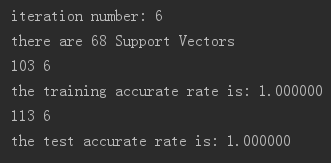 iteration number: 6
there are 68 Support Vectors
103 6
the training accurate rate is: 1.000000
113 6
the test accurate rate is: 1.000000